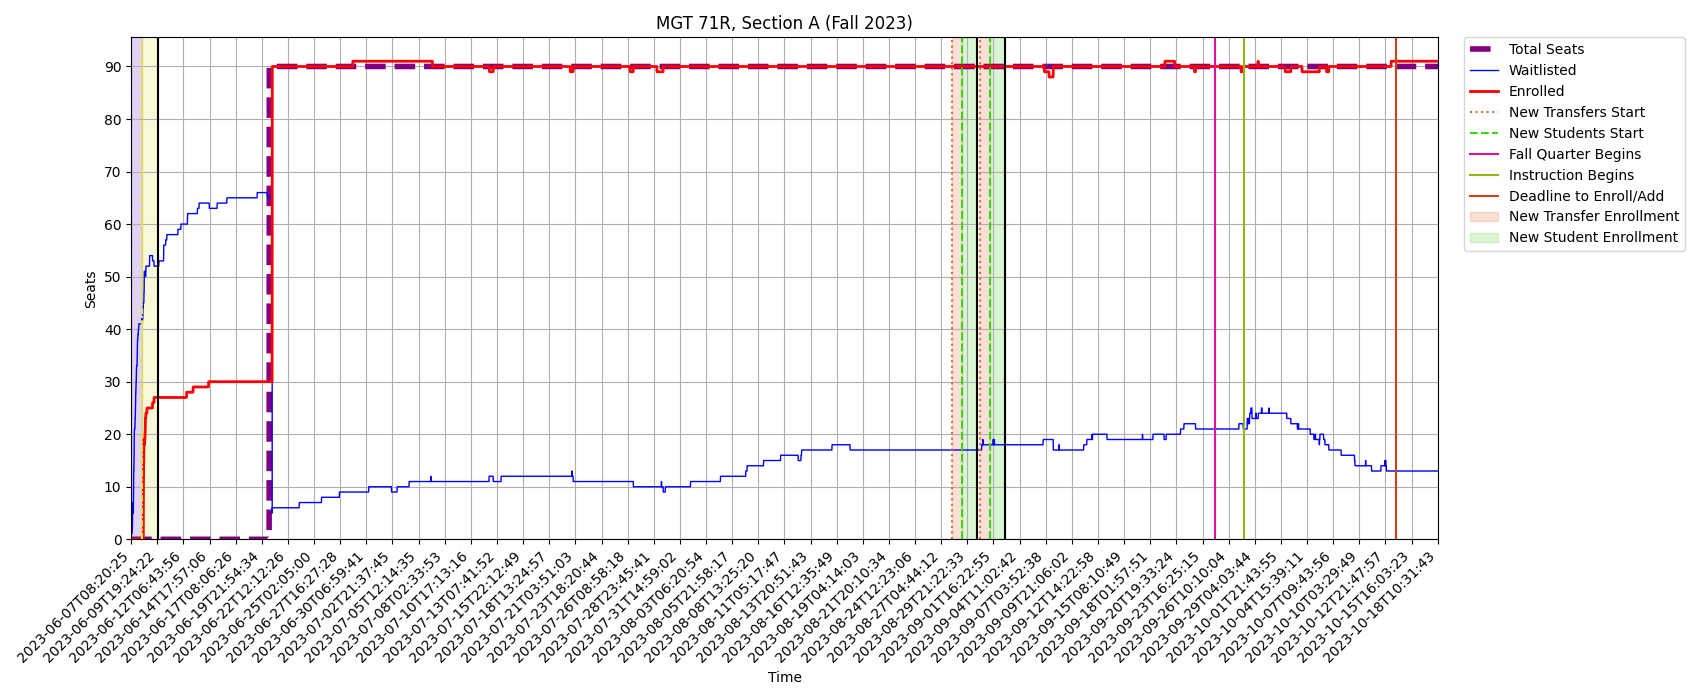 MGT 71R, Section A (Fall 2023)
Seats
90
80
70
60
50
40
30
20
10
0
2023-06-07T08:20:25
2023-06-09T19:24:22
2023-06-12T06:43:56
2023-06-14T17:57:06
2023-06-17T08:06:26
2023-06-19T21:54:34
2023-06-22T12:12:26
2023-06-25T02:05:00
2023-06-27T16:27:28
2023-06-30T06:59:41
2023-07-02T21:37:45
2023-07-05T12:14:35
2023-07-08T02:33:53
2023-07-10T17:13:16
2023-07-13T07:41:52
2023-07-15T22:12:49
2023-07-18T13:24:57
2023-07-21T03:51:03
2023-07-23T18:20:44
2023-07-26T08:58:18
2023-07-28T23:45:41
2023-07-31T14:59:02
2023-08-03T06:20:54
2023-08-05T21:58:17
2023-08-08T13:25:20
2023-08-11T05:17:47
2023-08-13T20:51:43
2023-08-16T12:35:49
2023-08-19T04:14:03
2023-08-21T20:10:34
2023-08-24T12:23:06
2023-08-27T04:44:12
2023-08-29T21:22:33
2023-09-01T16:22:55
2023-09-04T11:02:42
2023-09-07T03:52:38
2023-09-09T21:06:02
2023-09-12T14:22:58
2023-09-15T08:10:49
2023-09-18T01:57:51
2023-09-20T19:33:24
2023-09-23T16:25:15
2023-09-26T10:10:04
2023-09-29T04:03:44
2023-10-01T21:43:55
2023-10-04T15:39:11
2023-10-07T09:43:56
2023-10-10T03:29:49
2023-10-12T21:47:57
2023-10-15T16:03:23
2023-10-18T10:31:43
Time
Total Seats
Waitlisted
Enrolled
New Transfers Start
New Students Start
Fall Quarter Begins
Instruction Begins
Deadline to Enroll/Add
New Transfer Enrollment
New Student Enrollment